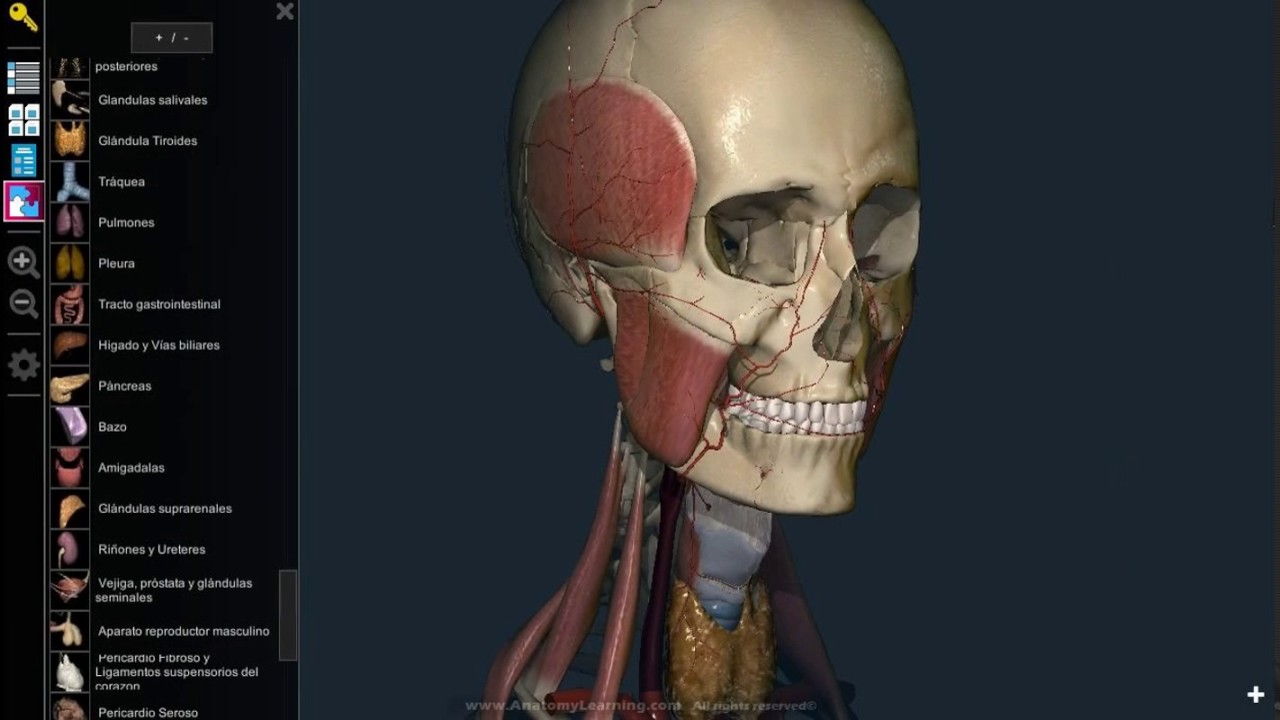 + / -
posteriores
Glandulas salivales
Glándula Tiroides
Tráquea
Pulmones
Pleura
Tracto gastrointestinal
Higado y Vías biliares
Páncreas
Bazo
Amigadalas
Glándulas suprarenales
Riñones y Ureteres
Vejiga, próstata y glándulas
seminales
Aparato reproductor masculino
Pericardio Fibroso y
Ligamentos suspensorios del
corazon
Pericardio Seroso
www.AnatomyLearning.com All rights reserved©